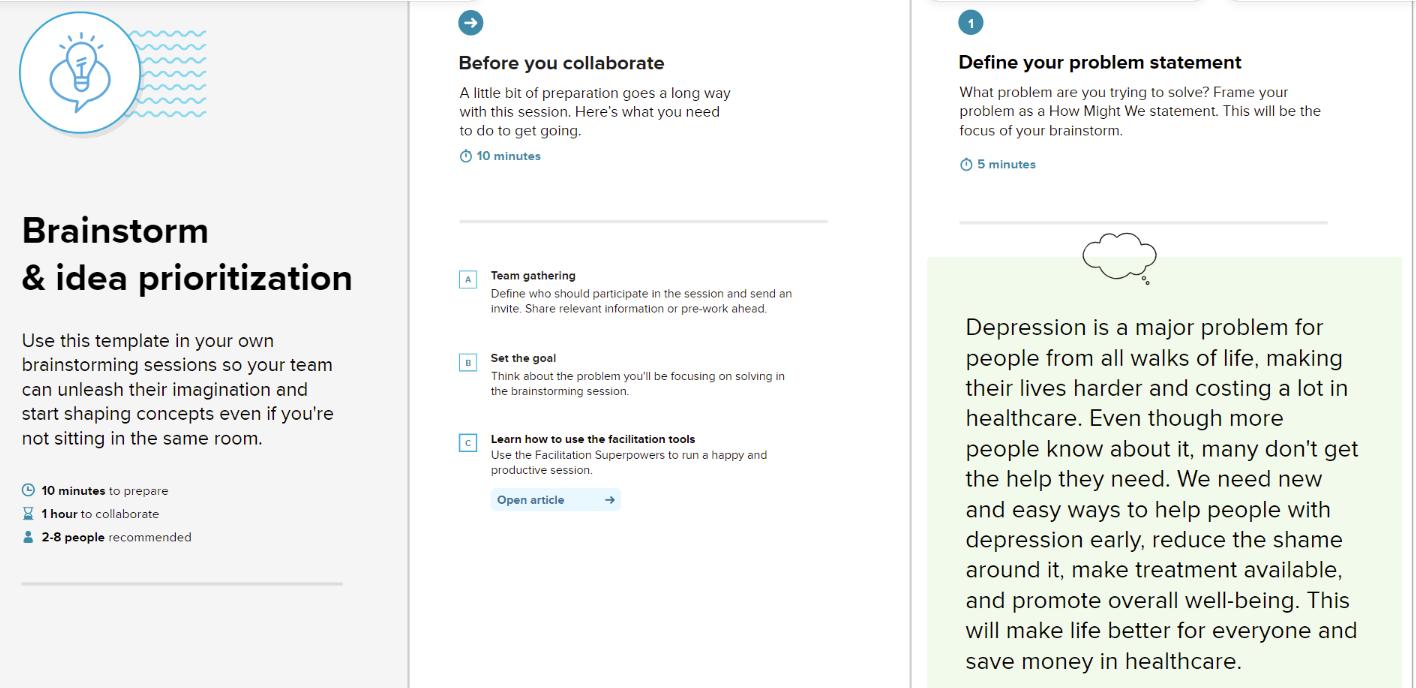 Brainstorm
& idea prioritization
Use this template in your own
brainstorming sessions so your team
can unleash their imagination and
start shaping concepts even if you're
not sitting in the same room.
10 minutes to prepare
1 hour to collaborate
2-8 people recommended
Before you collaborate
A little bit of preparation goes a long way
with this session. Here's what you need
to do to get going.
10 minutes
A
Team gathering
Define who should participate in the session and send an
invite. Share relevant information or pre-work ahead.
B
Set the goal
Think about the problem you'll be focusing on solving in
the brainstorming session.
C
Learn how to use the facilitation tools
Use the Facilitation Superpowers to run a happy and
productive session.
Open article
1
Define your problem statement
What problem are you trying to solve? Frame your
problem as a How Might We statement. This will be the
focus of your brainstorm.
5 minutes
Depression is a major problem for
people from all walks of life, making
their lives harder and costing a lot in
healthcare. Even though more
people know about it, many don't get
the help they need. We need new
and easy ways to help people with
depression early, reduce the shame
around it, make treatment available,
and promote overall well-being. This
will make life better for everyone and
save money in healthcare.